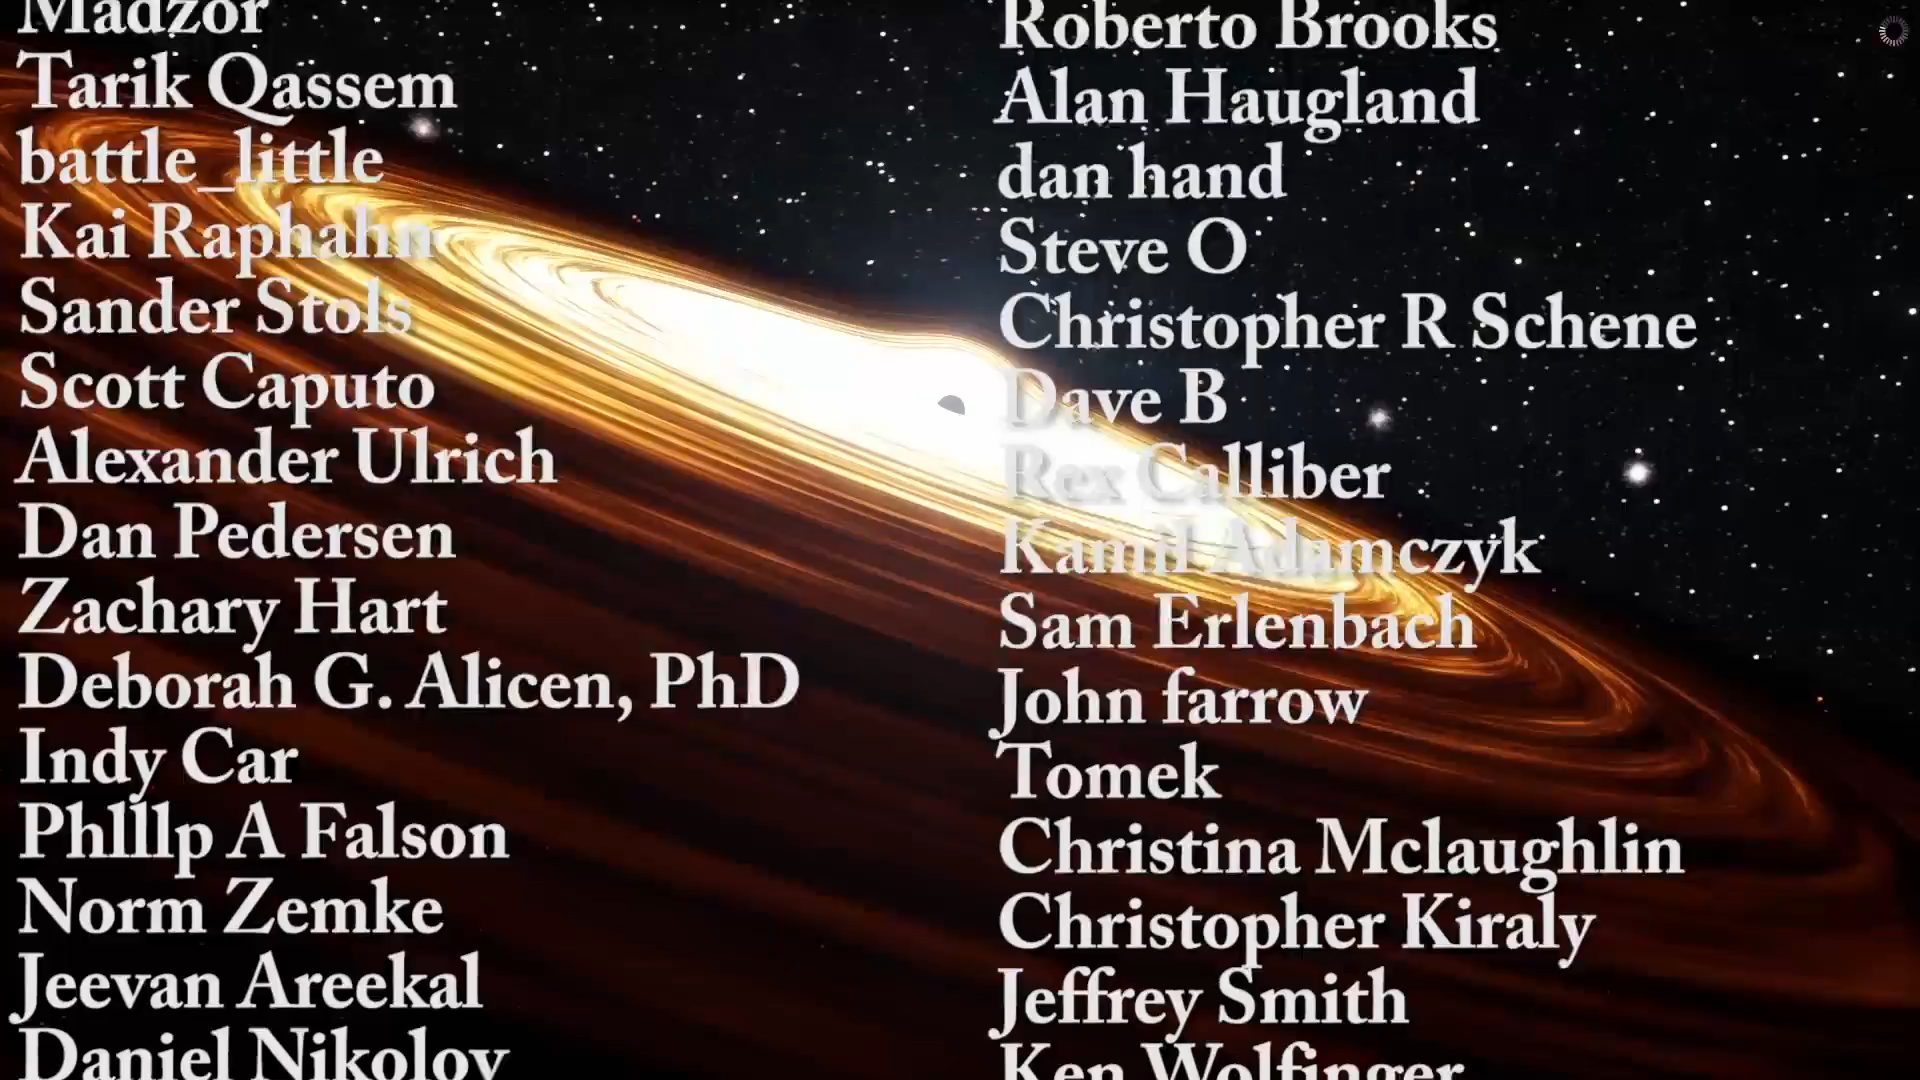 Madzor
Tarik Qassem
battle_little
Kai Raphahn
Sander Stols
Scott Caputo
Alexander Ulrich
Dan Pedersen
Zachary Hart
Deborah G. Alicen, PhD
Indy Car
Phlllp A Falson
Norm Zemke
Jeevan Areekal
Daniel Nikolov
Roberto Brooks
Alan Haugland
dan hand
Steve O
Christopher R Schene
Dave B
Rex Calliber
Kamil Adamczyk
Sam Erlenbach
John farrow
Tomek
Christina Mclaughlin
Christopher Kiraly
Jeffrey Smith
Ken Wolfinger